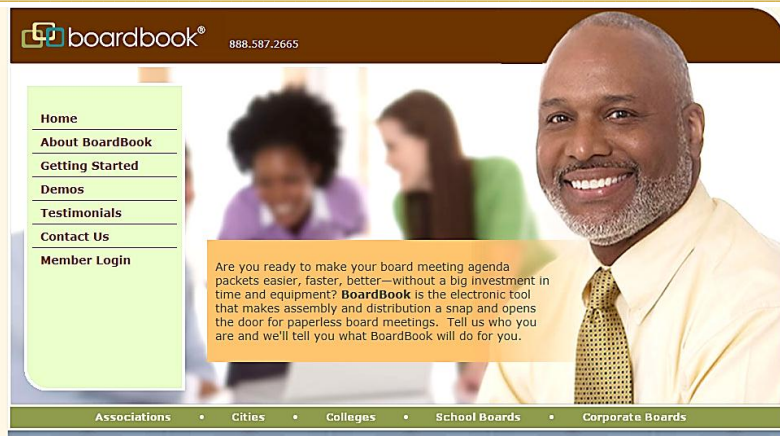 boardbook®
888.587.2665
Home
About BoardBook
Getting Started
Demos
Testimonials
Contact Us
Member Login
Are you ready to make your board meeting agenda
packets easier, faster, better—without a big investment in
time and equipment? BoardBook is the electronic tool
that makes assembly and distribution a snap and opens
the door for paperless board meetings.  Tell us who you
are and we'll tell you what BoardBook will do for you.
Associations • Cities • Colleges • School Boards • Corporate Boards